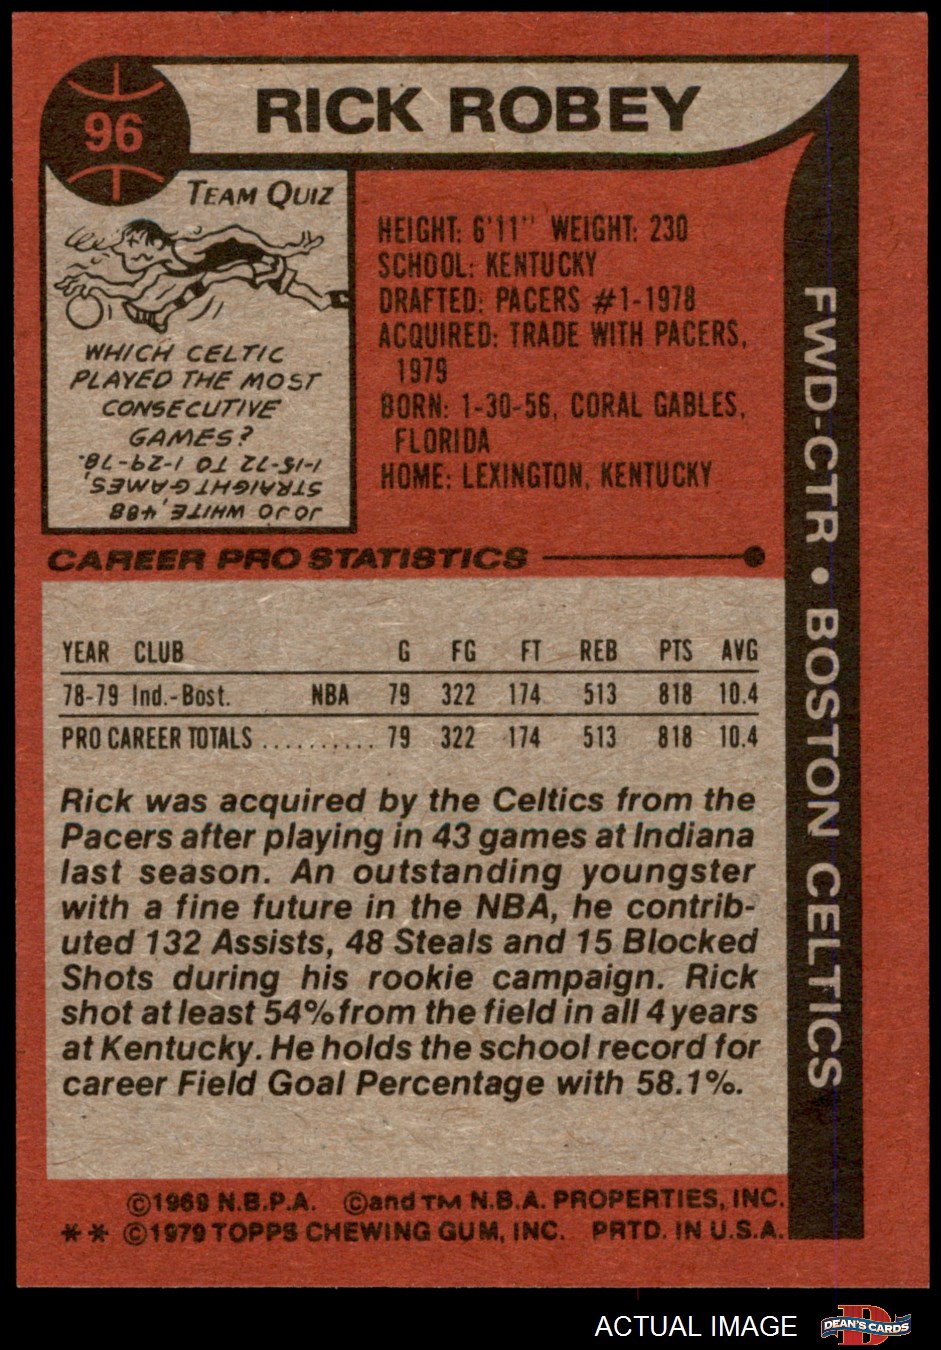 96
RICK ROBEY
TEAM QUIZ
WHICH CELTIC
PLAYED THE MOST
CONSECUTIVE
GAMES?
JO JO WHITE, 488
STRAIGHT GAMES,
1-15-72 TO 1-29-78.
HEIGHT: 6'11" WEIGHT: 230
SCHOOL: KENTUCKY
DRAFTED: PACERS #1-1978
ACQUIRED: TRADE WITH PACERS,
1979
BORN: 1-30-56, CORAL GABLES,
FLORIDA
HOME: LEXINGTON, KENTUCKY
FWD-CTR • BOSTON CELTICS
CAREER PRO STATISTICS
YEAR CLUB G FG FT REB PTS AVG
78-79 Ind.-Bost. NBA 79 322 174 513 818 10.4
PRO CAREER TOTALS .......... 79 322 174 513 818 10.4
Rick was acquired by the Celtics from the
Pacers after playing in 43 games at Indiana
last season. An outstanding youngster
with a fine future in the NBA, he contrib-
uted 132 Assists, 48 Steals and 15 Blocked
Shots during his rookie campaign. Rick
shot at least 54% from the field in all 4 years
at Kentucky. He holds the school record for
career Field Goal Percentage with 58.1%.
©1969 N.B.P.A. ©and TM N.B.A. PROPERTIES, INC.
** ©1979 TOPPS CHEWING GUM, INC. PRTD. IN U.S.A.
ACTUAL IMAGE
D
DEAN'S CARDS